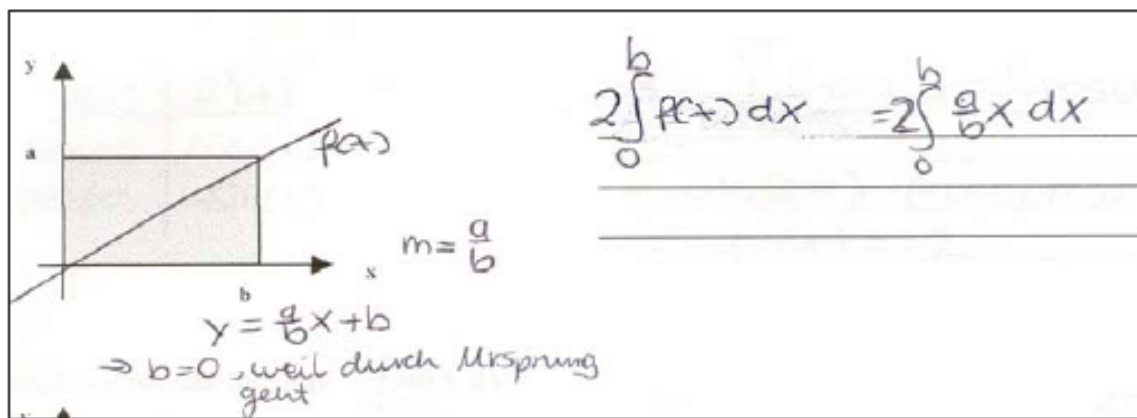 y
a
f(x)
x
b
m = a/b
y = a/b x + b
→ b = 0, weil durch Ursprung
geht
2∫₀ᵇ f(x) dx = 2∫₀ᵇ a/b x dx